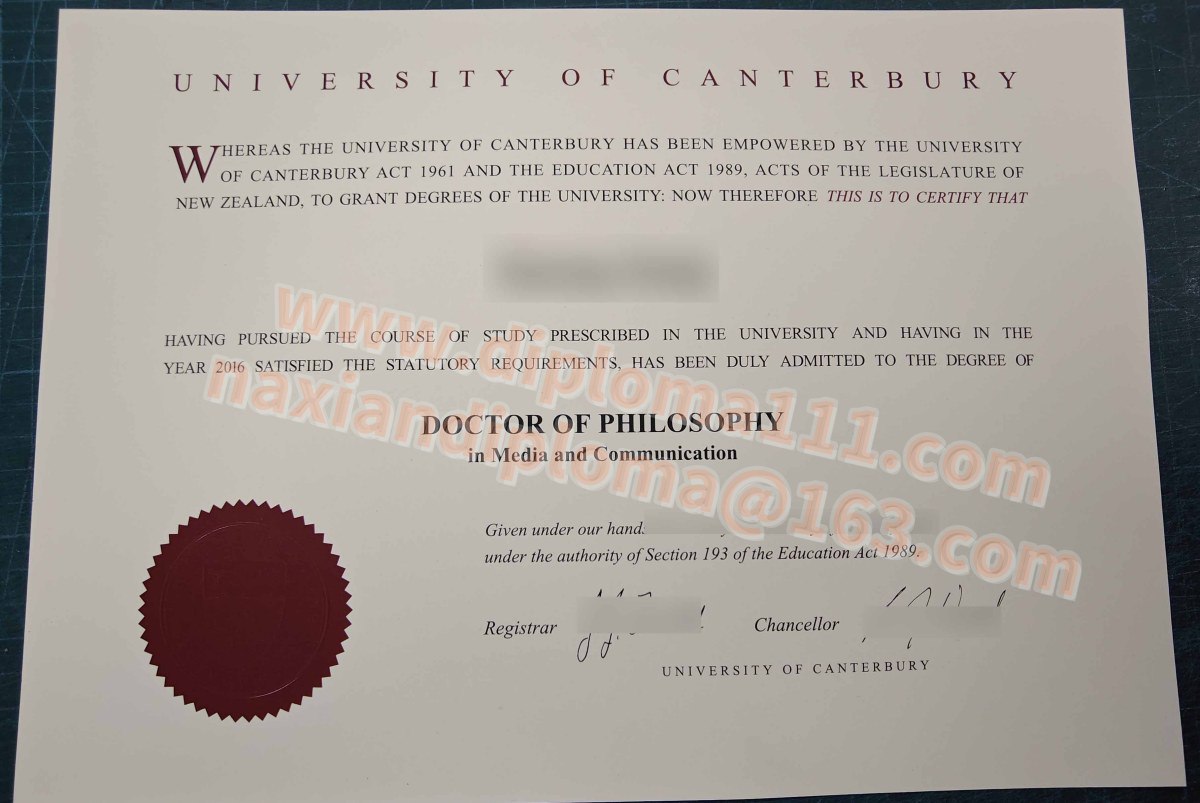 UNIVERSITY OF CANTERBURY
WHEREAS THE UNIVERSITY OF CANTERBURY HAS BEEN EMPOWERED BY THE UNIVERSITY
OF CANTERBURY ACT 1961 AND THE EDUCATION ACT 1989, ACTS OF THE LEGISLATURE OF
NEW ZEALAND, TO GRANT DEGREES OF THE UNIVERSITY: NOW THEREFORE THIS IS TO CERTIFY THAT
HAVING PURSUED THE COURSE OF STUDY PRESCRIBED IN THE UNIVERSITY AND HAVING IN THE
YEAR 2016 SATISFIED THE STATUTORY REQUIREMENTS, HAS BEEN DULY ADMITTED TO THE DEGREE OF
www.diploma111.com
naxiandiploma@163.com
DOCTOR OF PHILOSOPHY
in Media and Communication
Given under our hand
under the authority of Section 193 of the Education Act 1989.
Registrar
Chancellor
UNIVERSITY OF CANTERBURY